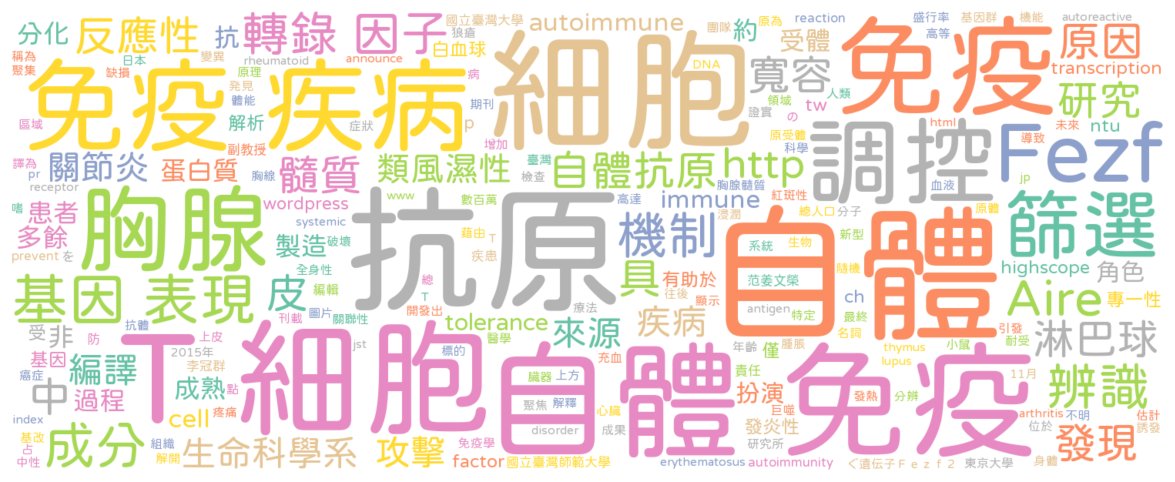 分化
反應性
抗
轉錄 因子
國立臺灣大學
狼瘡
autoimmune
團隊
約
原為
受體
reaction
盛行率
高等
基因群
機能
autoreactive
原因
稱為
聚集
日本
缺損
變異
rheumatoid
原理
發見
announce
白血球
病
DNA
人類
transcription
免疫 疾病
細胞
免疫
寬容
證實
領域
tw
の
研究
區域
體能
解析
副教授
症狀
期刊
p
增加
原受體
科學
html
導致
未來
ntu
譯為
pr
receptor
關節炎
胸線
蛋白質
髓質
類風濕性
臺灣
檢查
自體抗原
http
胸腺髓質
浸潤
調控
血液
Fezf
jp
嗜
患者
多餘
prevent
を
胸腺
wordpress
systemic
www
數百萬
高達
immune
紅斑性
總人口
分子
原體
新型
篩選
製造
破壞
全身性
編輯
抗原
藉由
T
疾患
機制
系統
生物
范姜文榮
隨機
自體
highscope
角色
基因 表現
皮
總
T
療法
具
有助於
顯示
ch
最終
Aire
專一性
受
非
防
抗體
上皮
刊載
圖片
關聯性
開發出
tolerance
醫學
來源
疾病
antigen
特定
名詞
引發
耐受
小鼠
基因
癌症
2015年
李冠群
jst
標的
充血
年齡
腫脹
僅
thymus
lupus
淋巴球
中
編譯
過程
成熟
點
疼痛
T 細胞
臟器
上方
聚焦
解釋
心臟
自體 免疫
責任
扮演
巨噬
發熱
分辨
11月
辨識
index
cell
disorder
成果
發炎性
arthritis
不明
位於
估計
誘發
基改
占
中性
成分
組織
解開
生命科學系
攻擊
免疫學
factor
國立臺灣師範大學
研究所
erythematosus
autoimmunity
ぐ遺伝子Ｆｅｚｆ２
東京大學
身體
發現